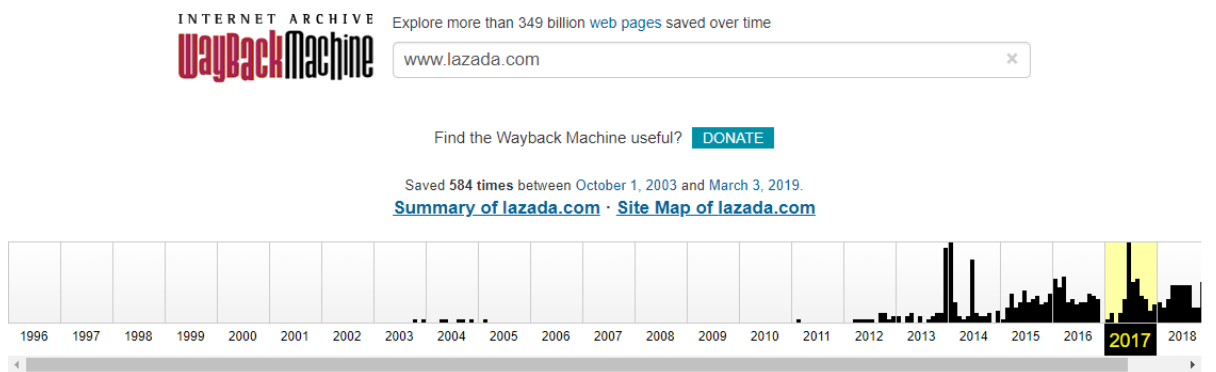 INTERNET ARCHIVE
WayBackMachine
Explore more than 349 billion web pages saved over time
www.lazada.com ×
Find the Wayback Machine useful? DONATE
Saved 584 times between October 1, 2003 and March 3, 2019.
Summary of lazada.com · Site Map of lazada.com
1996 1997 1998 1999 2000 2001 2002 2003 2004 2005 2006 2007 2008 2009 2010 2011 2012 2013 2014 2015 2016 2017 2018